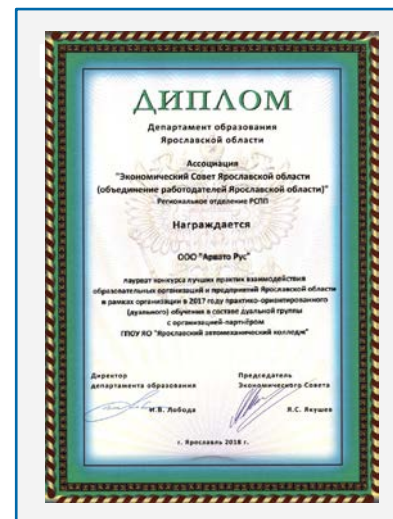 ДИПЛОМ
Департамент образования
Ярославской области
Ассоциация
"Экономический Совет Ярославской области
(объединение работодателей Ярославской области)"
Региональное отделение РСПП
Награждается
ООО "Арвато Рус"
лауреат конкурса лучших практик взаимодействия
образовательных организаций и предприятий Ярославской области
в рамках организации в 2017 году практико-ориентированного
(дуального) обучения в составе дуальной группы
с организацией-партнёром
ГПОУ ЯО "Ярославский автомеханический колледж"
Директор
департамента образования
И.В. Лобода
Председатель
Экономического Совета
Я.С. Якушев
г. Ярославль 2018 г.